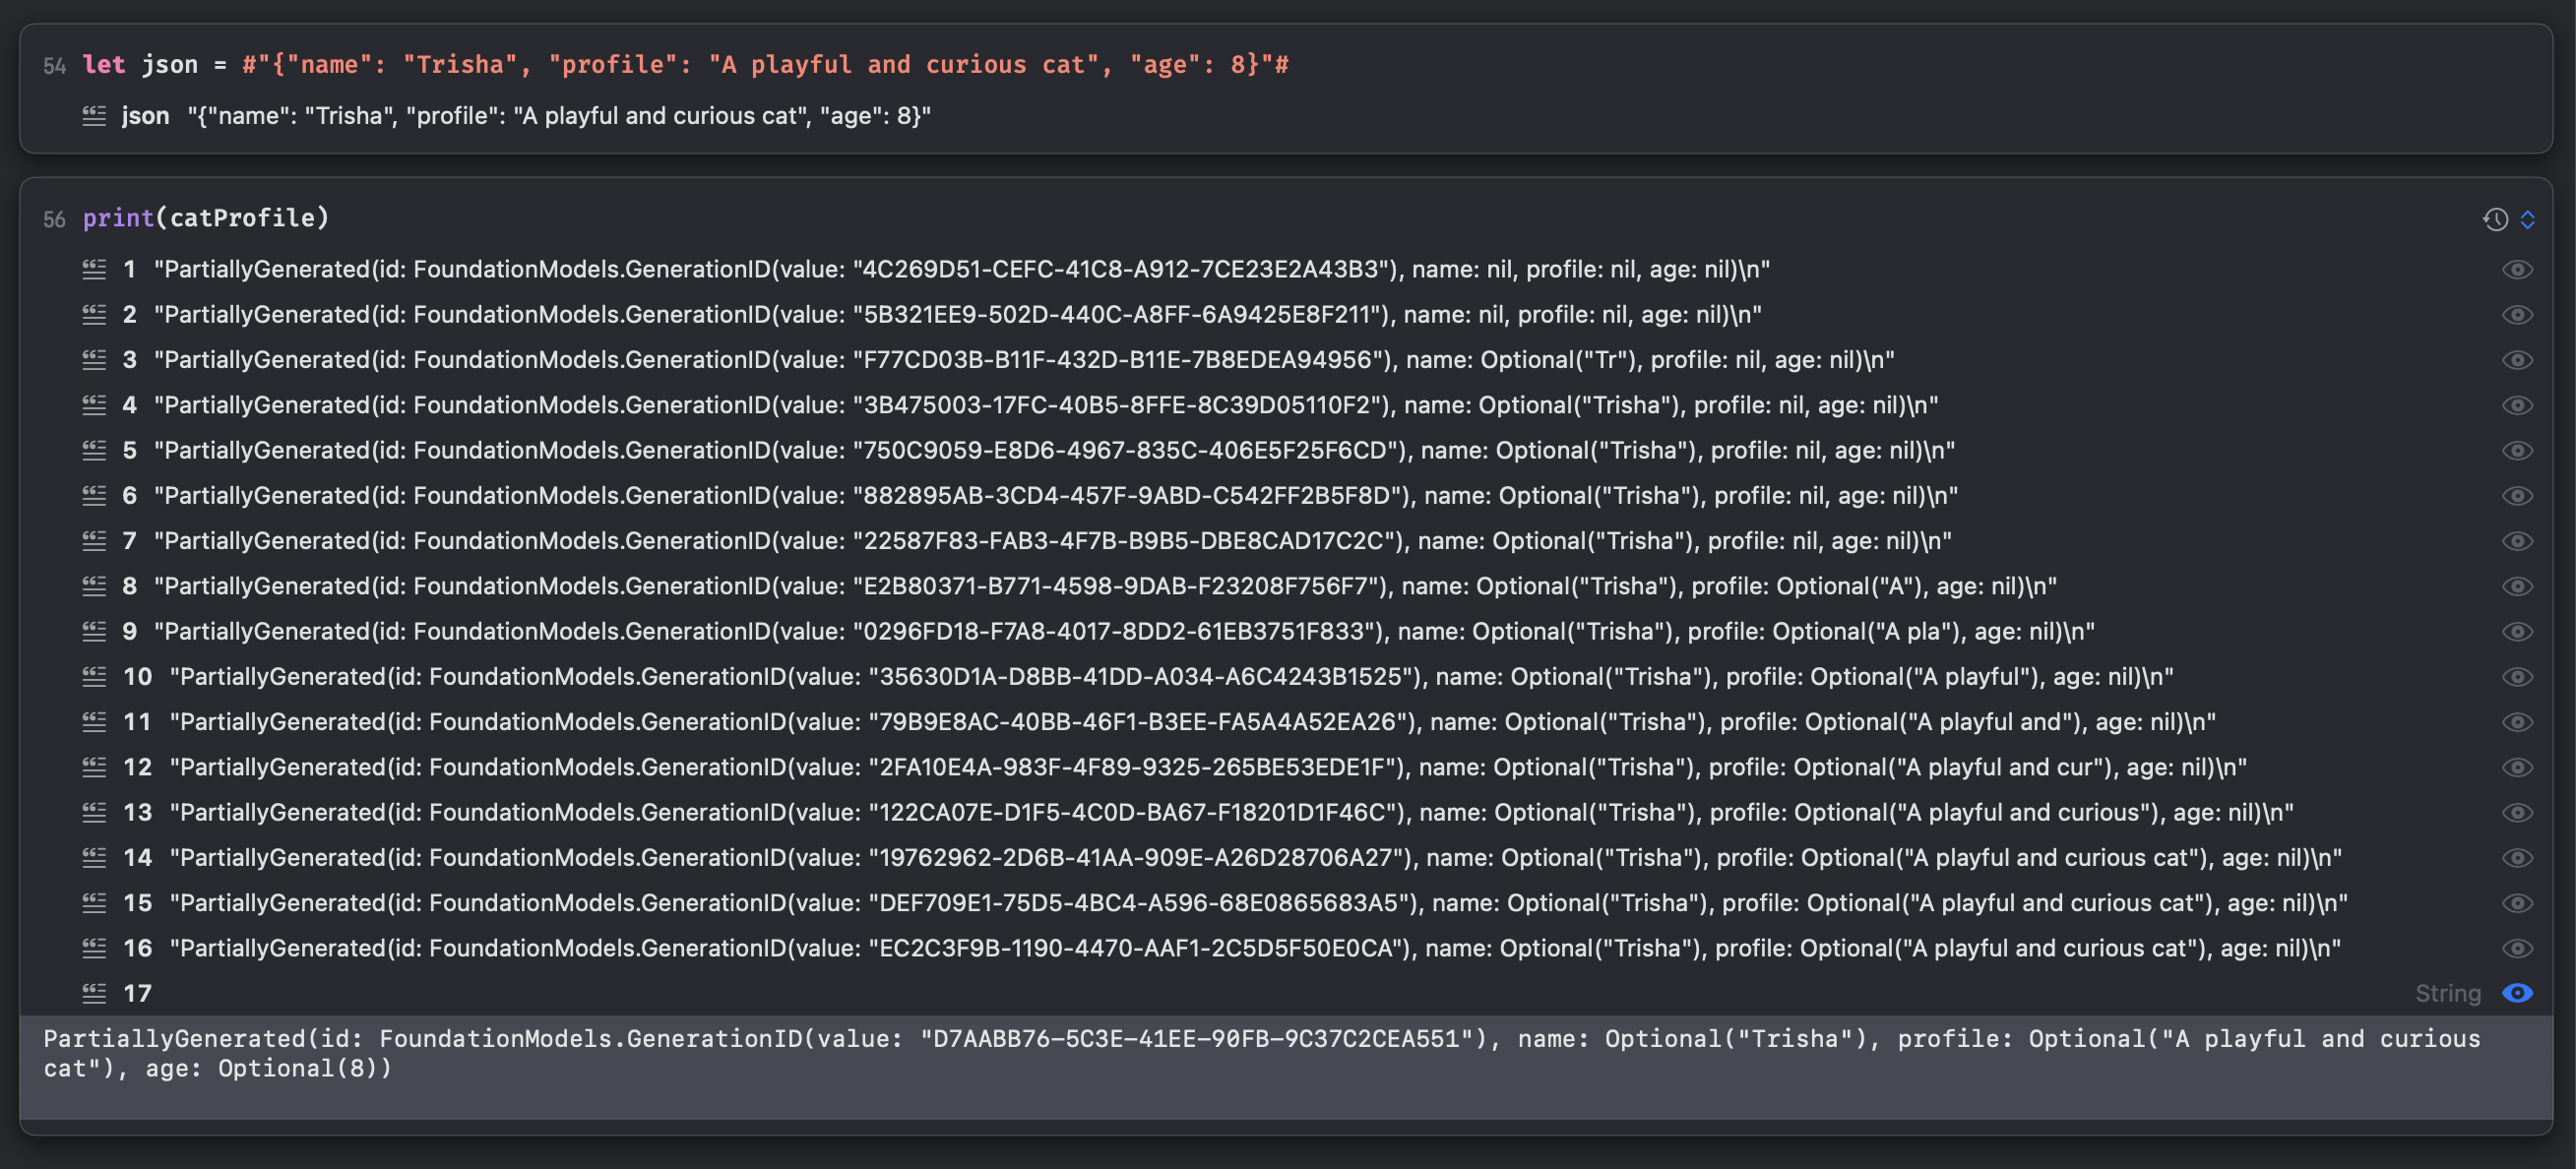 54 let json = #"{"name": "Trisha", "profile": "A playful and curious cat", "age": 8}"#
json "{"name": "Trisha", "profile": "A playful and curious cat", "age": 8}"
56 print(catProfile)
1 "PartiallyGenerated(id: FoundationModels.GenerationID(value: "4C269D51-CEFC-41C8-A912-7CE23E2A43B3"), name: nil, profile: nil, age: nil)\n"
2 "PartiallyGenerated(id: FoundationModels.GenerationID(value: "5B321EE9-502D-440C-A8FF-6A9425E8F211"), name: nil, profile: nil, age: nil)\n"
3 "PartiallyGenerated(id: FoundationModels.GenerationID(value: "F77CD03B-B11F-432D-B11E-7B8EDEA94956"), name: Optional("Tr"), profile: nil, age: nil)\n"
4 "PartiallyGenerated(id: FoundationModels.GenerationID(value: "3B475003-17FC-40B5-8FFE-8C39D05110F2"), name: Optional("Trisha"), profile: nil, age: nil)\n"
5 "PartiallyGenerated(id: FoundationModels.GenerationID(value: "750C9059-E8D6-4967-835C-406E5F25F6CD"), name: Optional("Trisha"), profile: nil, age: nil)\n"
6 "PartiallyGenerated(id: FoundationModels.GenerationID(value: "882895AB-3CD4-457F-9ABD-C542FF2B5F8D"), name: Optional("Trisha"), profile: nil, age: nil)\n"
7 "PartiallyGenerated(id: FoundationModels.GenerationID(value: "22587F83-FAB3-4F7B-B9B5-DBE8CAD17C2C"), name: Optional("Trisha"), profile: nil, age: nil)\n"
8 "PartiallyGenerated(id: FoundationModels.GenerationID(value: "E2B80371-B771-4598-9DAB-F23208F756F7"), name: Optional("Trisha"), profile: Optional("A"), age: nil)\n"
9 "PartiallyGenerated(id: FoundationModels.GenerationID(value: "0296FD18-F7A8-4017-8DD2-61EB3751F833"), name: Optional("Trisha"), profile: Optional("A pla"), age: nil)\n"
10 "PartiallyGenerated(id: FoundationModels.GenerationID(value: "35630D1A-D8BB-41DD-A034-A6C4243B1525"), name: Optional("Trisha"), profile: Optional("A playful"), age: nil)\n"
11 "PartiallyGenerated(id: FoundationModels.GenerationID(value: "79B9E8AC-40BB-46F1-B3EE-FA5A4A52EA26"), name: Optional("Trisha"), profile: Optional("A playful and"), age: nil)\n"
12 "PartiallyGenerated(id: FoundationModels.GenerationID(value: "2FA10E4A-983F-4F89-9325-265BE53EDE1F"), name: Optional("Trisha"), profile: Optional("A playful and cur"), age: nil)\n"
13 "PartiallyGenerated(id: FoundationModels.GenerationID(value: "122CA07E-D1F5-4C0D-BA67-F18201D1F46C"), name: Optional("Trisha"), profile: Optional("A playful and curious"), age: nil)\n"
14 "PartiallyGenerated(id: FoundationModels.GenerationID(value: "19762962-2D6B-41AA-909E-A26D28706A27"), name: Optional("Trisha"), profile: Optional("A playful and curious cat"), age: nil)\n"
15 "PartiallyGenerated(id: FoundationModels.GenerationID(value: "DEF709E1-75D5-4BC4-A596-68E0865683A5"), name: Optional("Trisha"), profile: Optional("A playful and curious cat"), age: nil)\n"
16 "PartiallyGenerated(id: FoundationModels.GenerationID(value: "EC2C3F9B-1190-4470-AAF1-2C5D5F50E0CA"), name: Optional("Trisha"), profile: Optional("A playful and curious cat"), age: nil)\n"
17 String
PartiallyGenerated(id: FoundationModels.GenerationID(value: "D7AABB76-5C3E-41EE-90FB-9C37C2CEA551"), name: Optional("Trisha"), profile: Optional("A playful and curious
cat"), age: Optional(8))